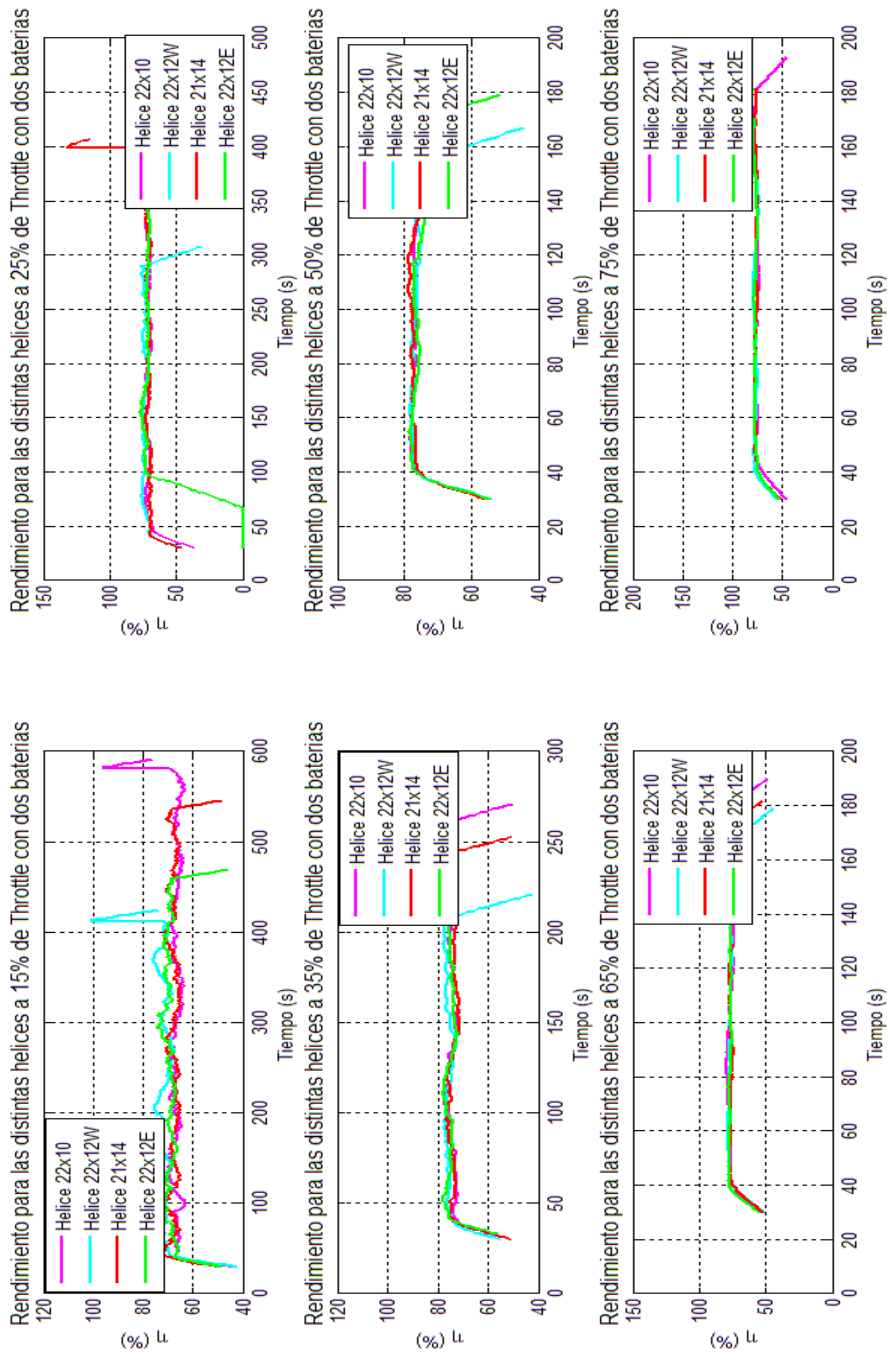 Rendimiento para las distintas helices a 15% de Throttle con dos baterias
120
100
80
60
40
η (%)
Helice 22x10
Helice 22x12W
Helice 21x14
Helice 22x12E
0 100 200 300 400 500 600
Tiempo (s)
Rendimiento para las distintas helices a 25% de Throttle con dos baterias
150
100
50
0
η (%)
Helice 22x10
Helice 22x12W
Helice 21x14
Helice 22x12E
0 50 100 150 200 250 300 350 400 450 500
Tiempo (s)
Rendimiento para las distintas helices a 35% de Throttle con dos baterias
100
80
60
40
η (%)
Helice 22x10
Helice 22x12W
Helice 21x14
Helice 22x12E
0 50 100 150 200 250 300
Tiempo (s)
Rendimiento para las distintas helices a 50% de Throttle con dos baterias
100
80
60
40
η (%)
Helice 22x10
Helice 22x12W
Helice 21x14
Helice 22x12E
0 20 40 60 80 100 120 140 160 180 200
Tiempo (s)
Rendimiento para las distintas helices a 65% de Throttle con dos baterias
150
100
50
0
η (%)
Helice 22x10
Helice 22x12W
Helice 21x14
Helice 22x12E
0 20 40 60 80 100 120 140 160 180 200
Tiempo (s)
Rendimiento para las distintas helices a 75% de Throttle con dos baterias
200
150
100
50
0
η (%)
Helice 22x10
Helice 22x12W
Helice 21x14
Helice 22x12E
0 20 40 60 80 100 120 140 160 180 200
Tiempo (s)